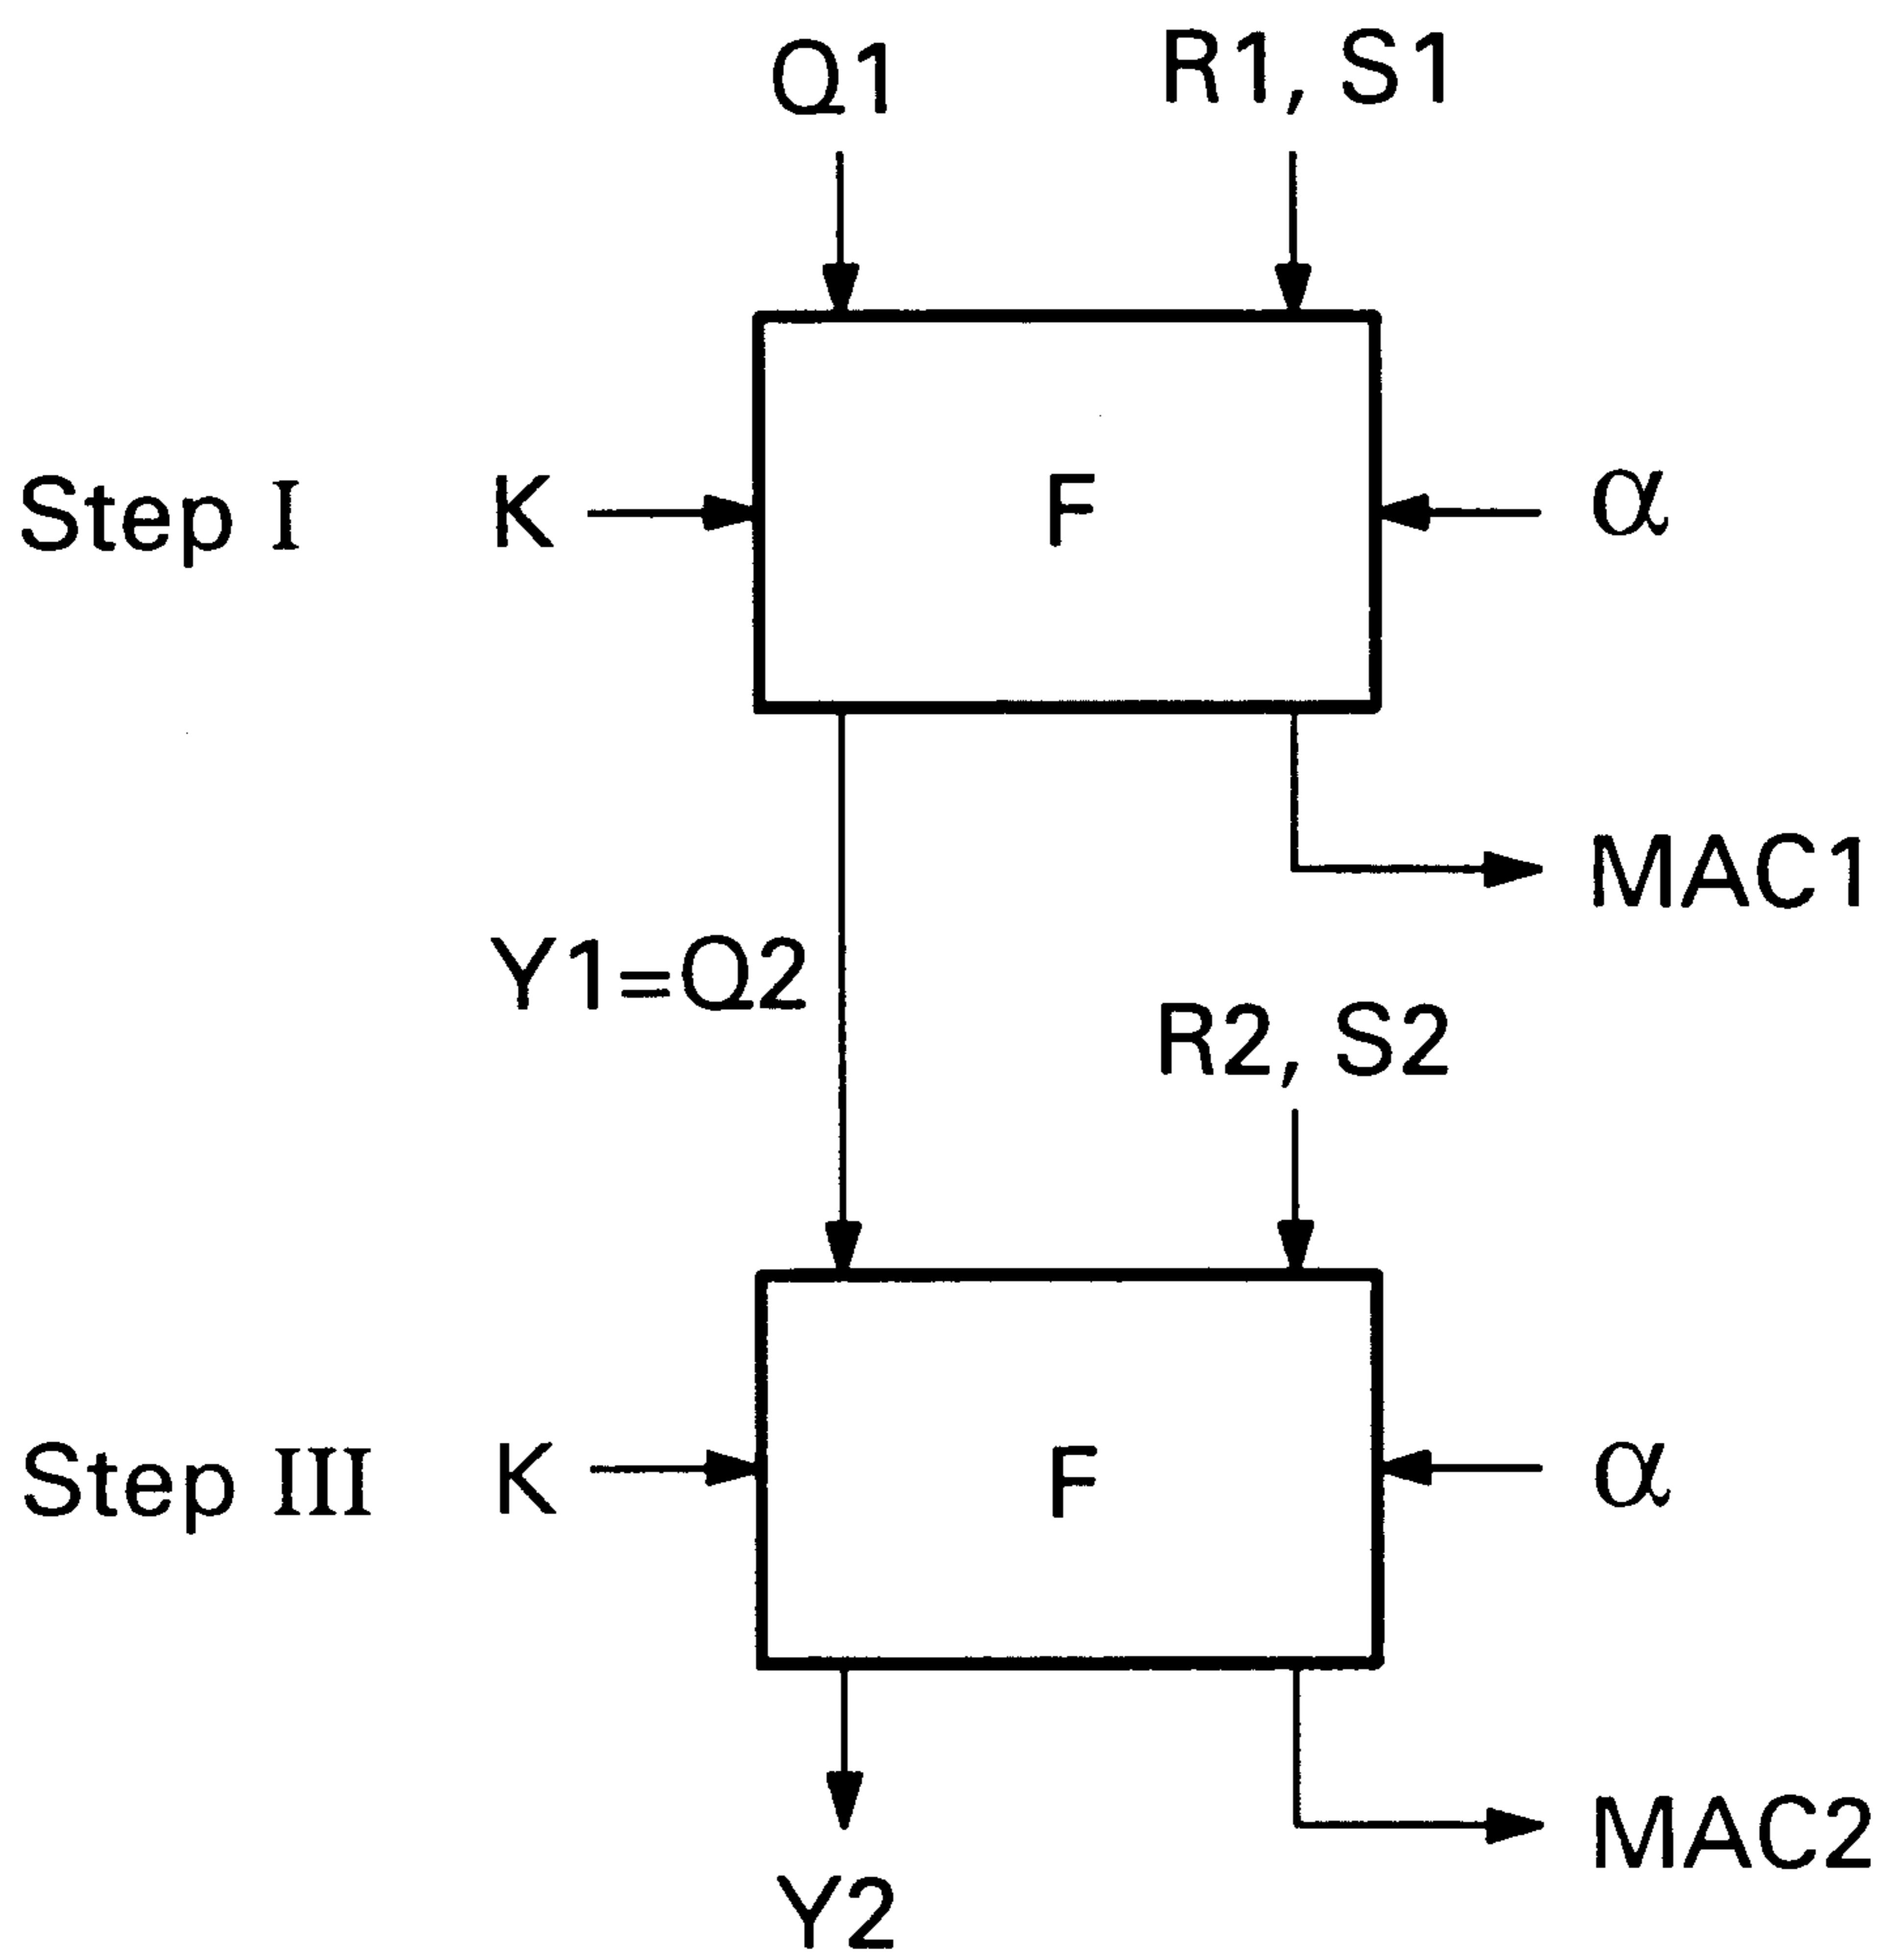 Q1
R1, S1
Step I
K
F
α
MAC1
Y1=Q2
R2, S2
Step III
K
F
α
MAC2
Y2